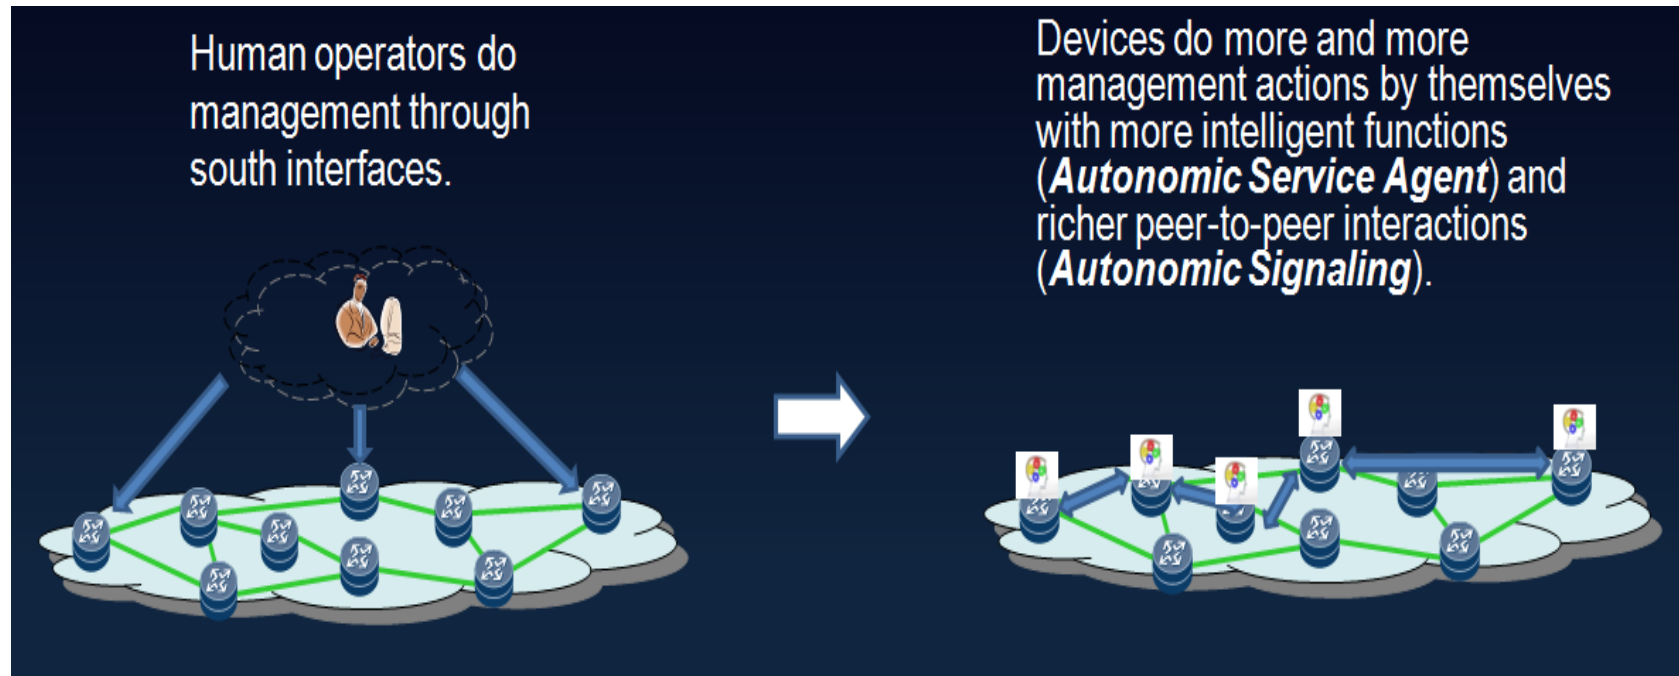 Human operators do
management through
south interfaces.
Devices do more and more
management actions by themselves
with more intelligent functions
(Autonomic Service Agent) and
richer peer-to-peer interactions
(Autonomic Signaling).